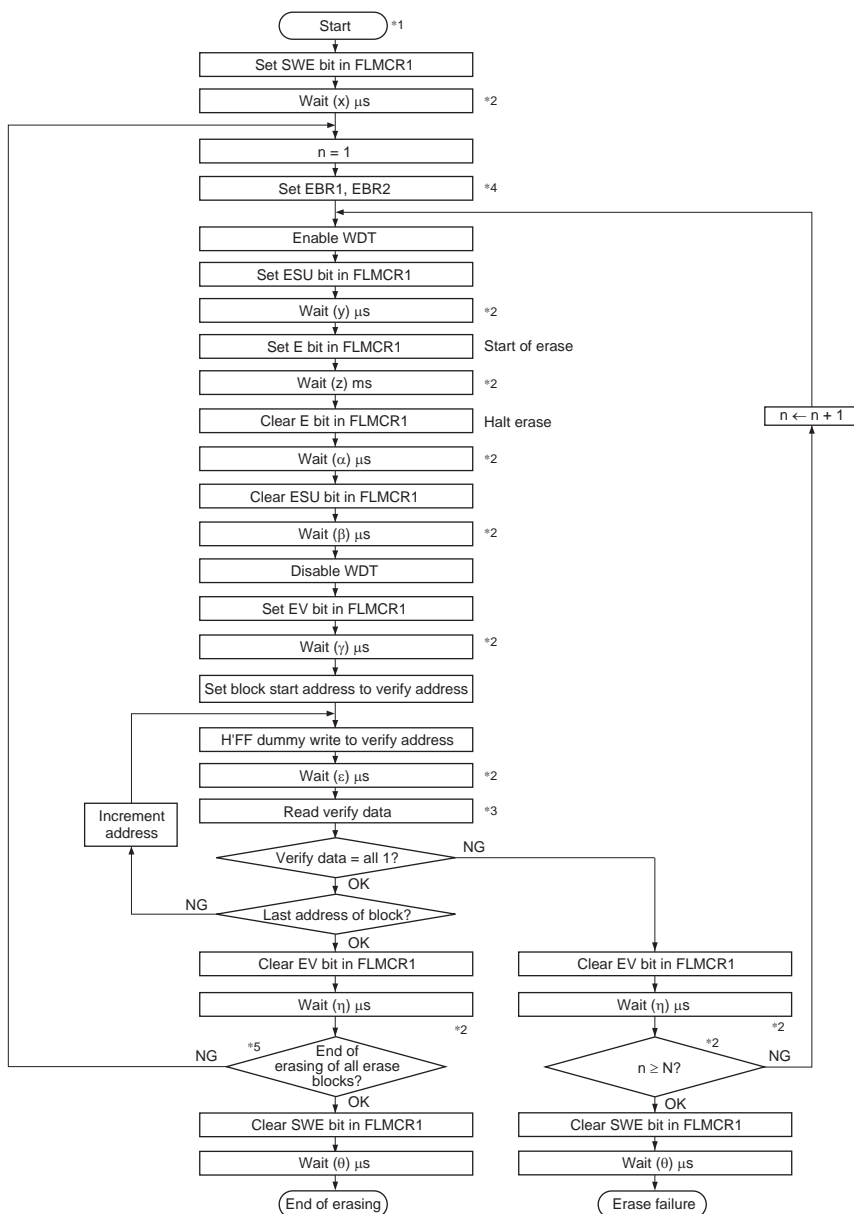 Start
*1
Set SWE bit in FLMCR1
Wait (x) μs
*2
n = 1
Set EBR1, EBR2
*4
Enable WDT
Set ESU bit in FLMCR1
Wait (y) μs
*2
Set E bit in FLMCR1
Start of erase
Wait (z) ms
*2
Clear E bit in FLMCR1
Halt erase
n ← n + 1
Wait (α) μs
*2
Clear ESU bit in FLMCR1
Wait (β) μs
*2
Disable WDT
Set EV bit in FLMCR1
Wait (γ) μs
*2
Set block start address to verify address
H'FF dummy write to verify address
Wait (ε) μs
*2
Increment
address
Read verify data
*3
Verify data = all 1?
NG
OK
NG
Last address of block?
OK
Clear EV bit in FLMCR1
Clear EV bit in FLMCR1
Wait (η) μs
*2
Wait (η) μs
*2
NG
*5
End of
erasing of all erase
blocks?
*2
n ≥ N?
NG
OK
OK
Clear SWE bit in FLMCR1
Clear SWE bit in FLMCR1
Wait (θ) μs
Wait (θ) μs
End of erasing
Erase failure